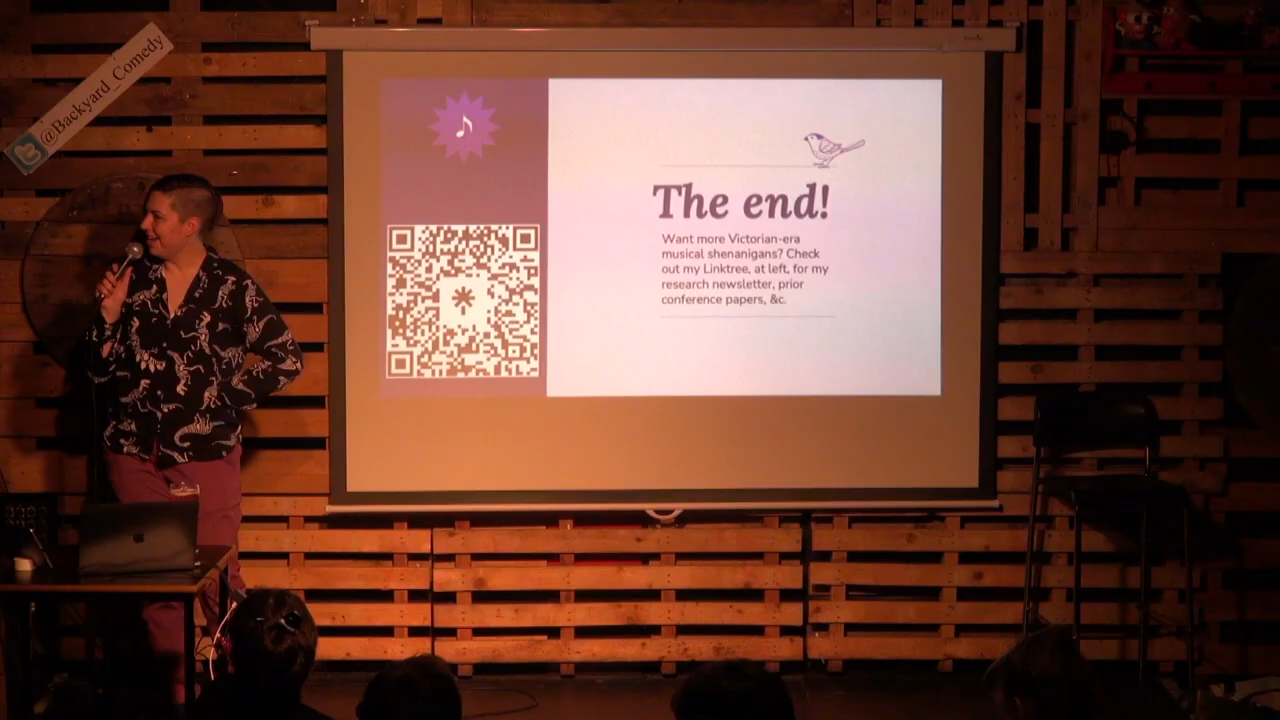 @Backyard_Comedy
The end!
Want more Victorian-era
musical shenanigans? Check
out my Linktree, at left, for my
research newsletter, prior
conference papers, &c.